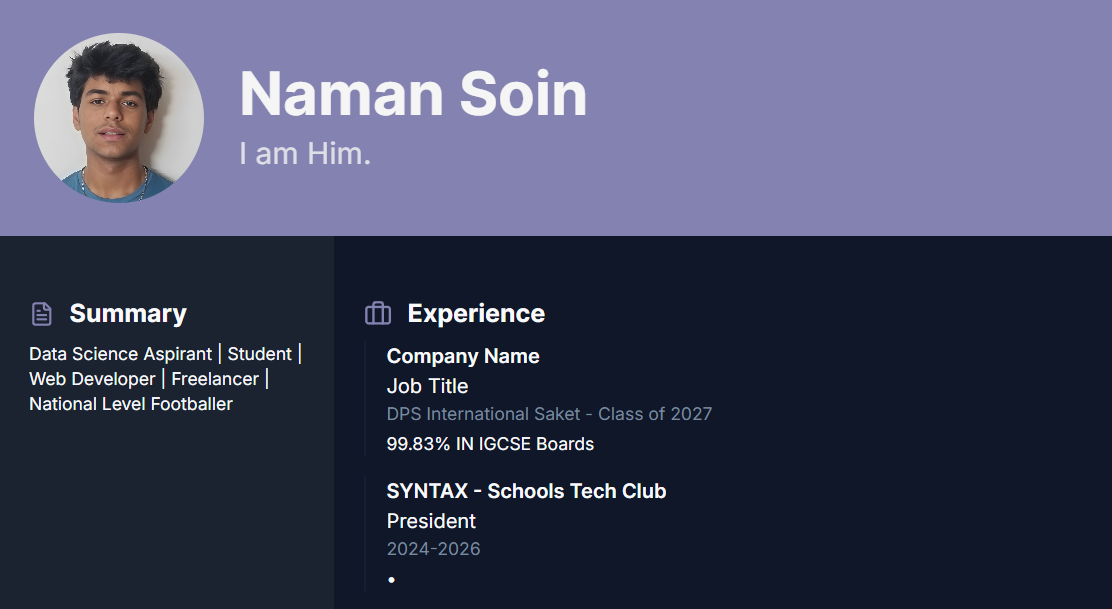 Naman Soin
I am Him.
Summary
Data Science Aspirant | Student |
Web Developer | Freelancer |
National Level Footballer
Experience
Company Name
Job Title
DPS International Saket - Class of 2027
99.83% IN IGCSE Boards
SYNTAX - Schools Tech Club
President
2024-2026
•